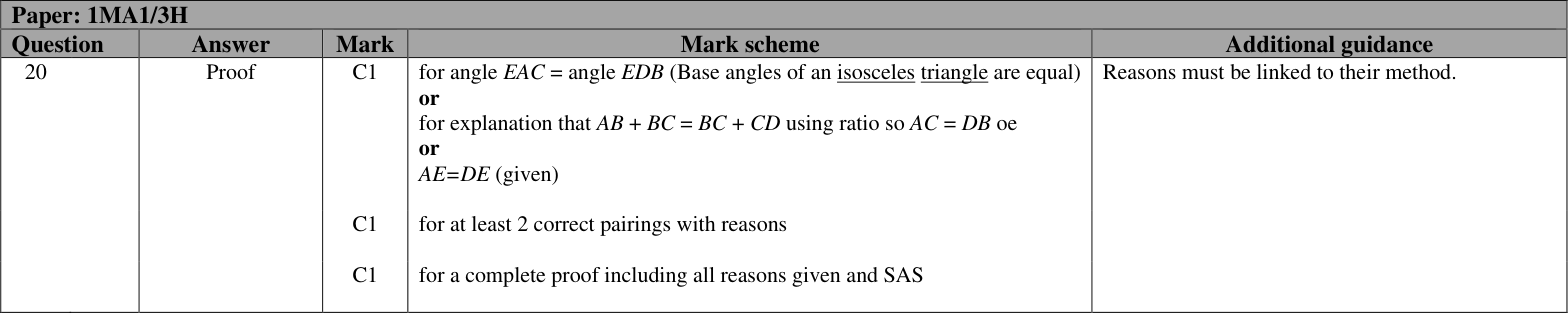 Paper: 1MA1/3H
Question Answer Mark Mark scheme Additional guidance
20 Proof C1 for angle EAC = angle EDB (Base angles of an isosceles triangle are equal) Reasons must be linked to their method.
or
for explanation that AB + BC = BC + CD using ratio so AC = DB oe
or
AE=DE (given)
C1 for at least 2 correct pairings with reasons
C1 for a complete proof including all reasons given and SAS